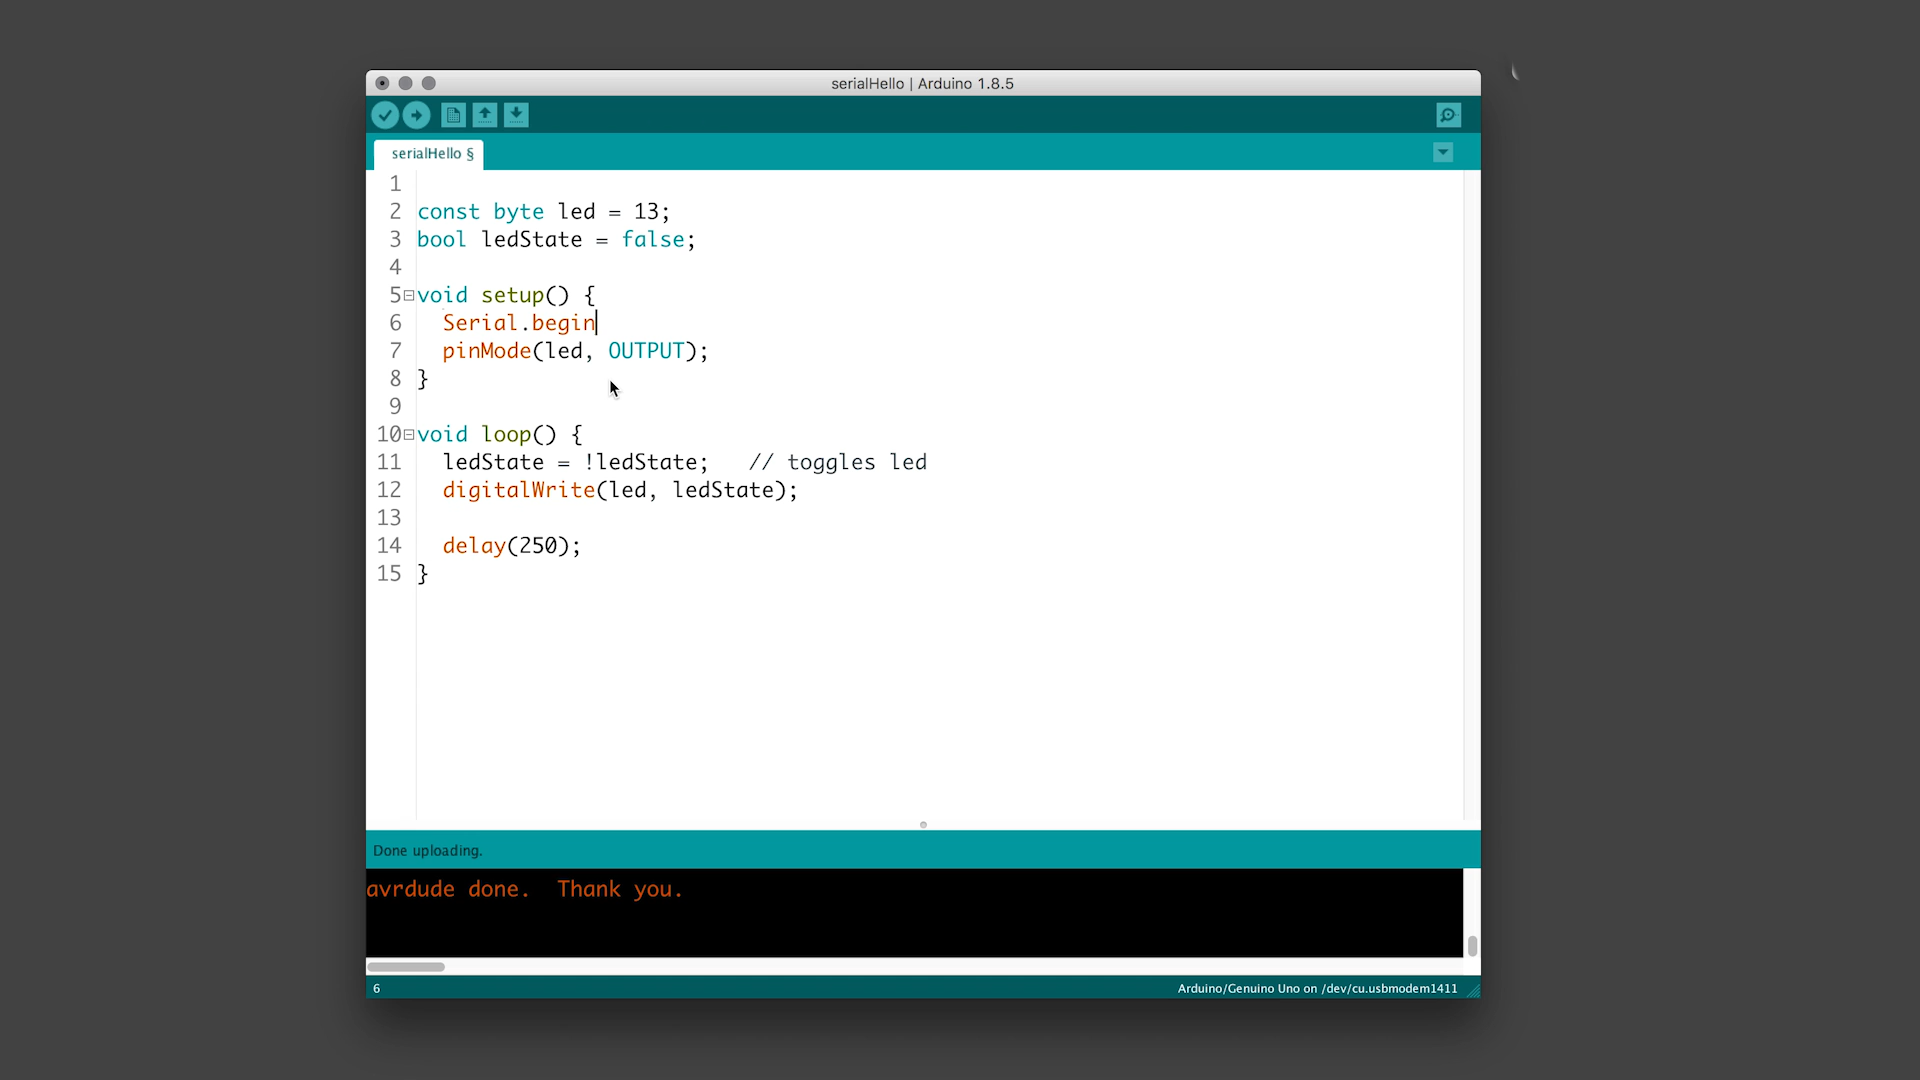 serialHello | Arduino 1.8.5
serialHello §
1
2 const byte led = 13;
3 bool ledState = false;
4
5 void setup() {
6 Serial.begin
7 pinMode(led, OUTPUT);
8 }
9
10 void loop() {
11 ledState = !ledState; // toggles led
12 digitalWrite(led, ledState);
13
14 delay(250);
15 }
Done uploading.
avrdude done. Thank you.
6 Arduino/Genuino Uno on /dev/cu.usbmodem1411